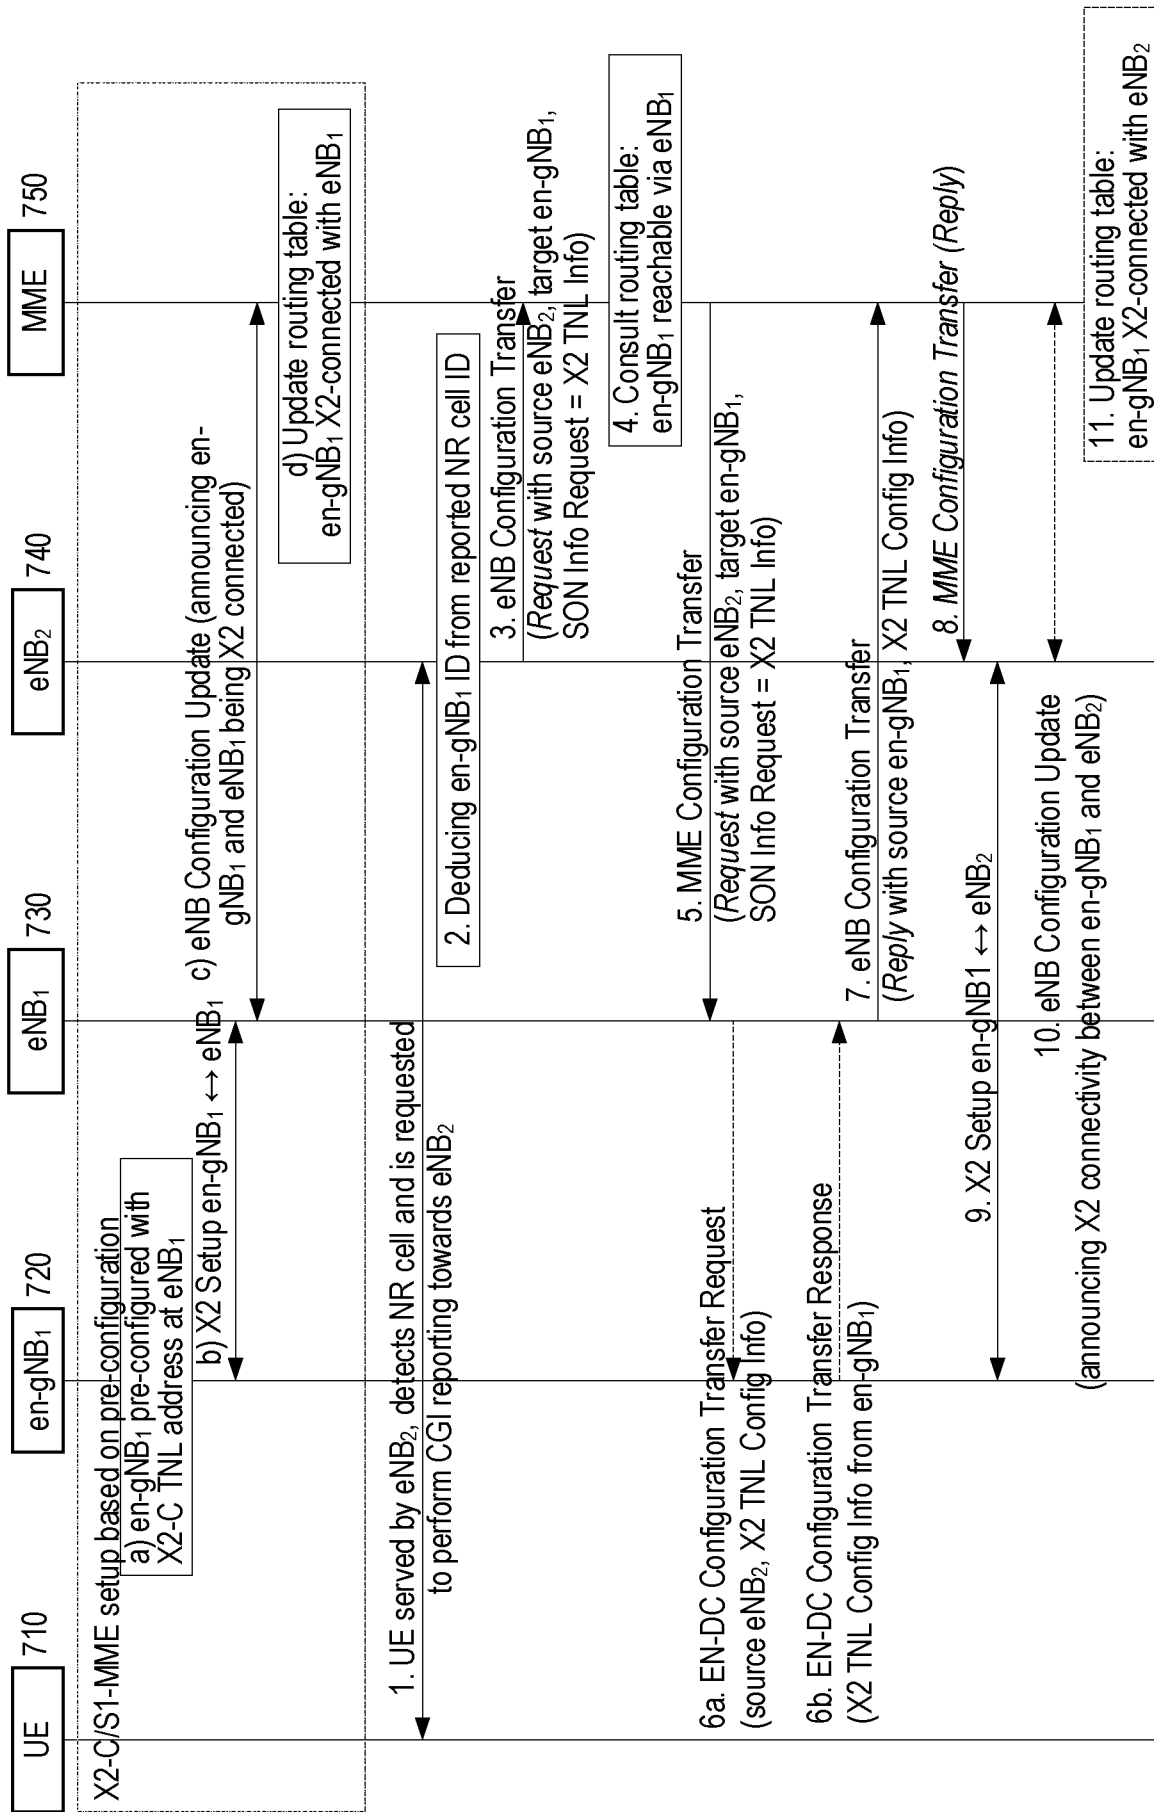 UE 710
en-gNB1 720
eNB1 730
eNB2 740
MME 750
X2-C/S1-MME setup based on pre-configuration
a) en-gNB1 pre-configured with
X2-C TNL address at eNB1
b) X2 Setup en-gNB1 ↔ eNB1
c) eNB Configuration Update (announcing en-
gNB1 and eNB1 being X2 connected)
d) Update routing table:
en-gNB1 X2-connected with eNB1
1. UE served by eNB2, detects NR cell and is requested
to perform CGI reporting towards eNB2
2. Deducing en-gNB1 ID from reported NR cell ID
3. eNB Configuration Transfer
(Request with source eNB2, target en-gNB1,
SON Info Request = X2 TNL Info)
4. Consult routing table:
en-gNB1 reachable via eNB1
5. MME Configuration Transfer
(Request with source eNB2, target en-gNB1,
SON Info Request = X2 TNL Info)
6a. EN-DC Configuration Transfer Request
(source eNB2, X2 TNL Config Info)
6b. EN-DC Configuration Transfer Response
(X2 TNL Config Info from en-gNB1)
7. eNB Configuration Transfer
(Reply with source en-gNB1, X2 TNL Config Info)
8. MME Configuration Transfer (Reply)
9. X2 Setup en-gNB1 ↔ eNB2
10. eNB Configuration Update
(announcing X2 connectivity between en-gNB1 and eNB2)
11. Update routing table:
en-gNB1 X2-connected with eNB2